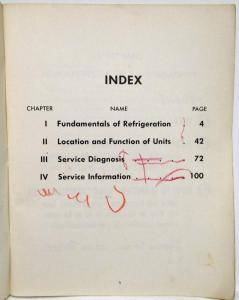 INDEX
CHAPTER NAME PAGE
I Fundamentals of Refrigeration 4
II Location and Function of Units 42
III Service Diagnosis 72
IV Service Information 100